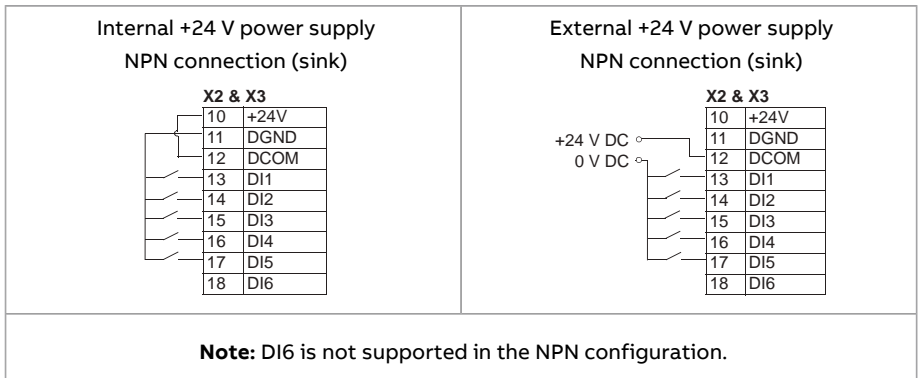 Internal +24 V power supply
NPN connection (sink)
X2 & X3
10 +24V
11 DGND
12 DCOM
13 DI1
14 DI2
15 DI3
16 DI4
17 DI5
18 DI6
External +24 V power supply
NPN connection (sink)
X2 & X3
10 +24V
+24 V DC 11 DGND
0 V DC 12 DCOM
13 DI1
14 DI2
15 DI3
16 DI4
17 DI5
18 DI6
Note: DI6 is not supported in the NPN configuration.